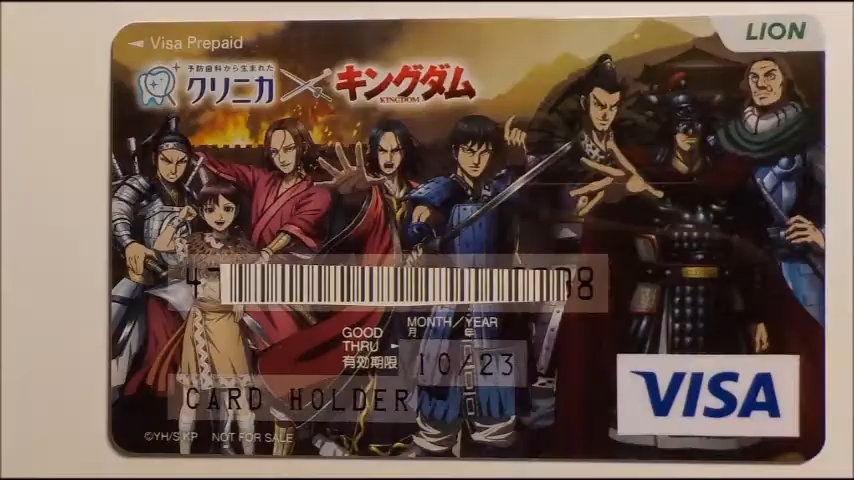 ◄ Visa Prepaid
LION
予防歯科から生まれた
クリニカ × キングダム
KINGDOM
4
8
MONTH／YEAR
GOOD 月 年
THRU ►
有効期限 10/23
CARD HOLDER
VISA
©YH/S KP NOT FOR SALE